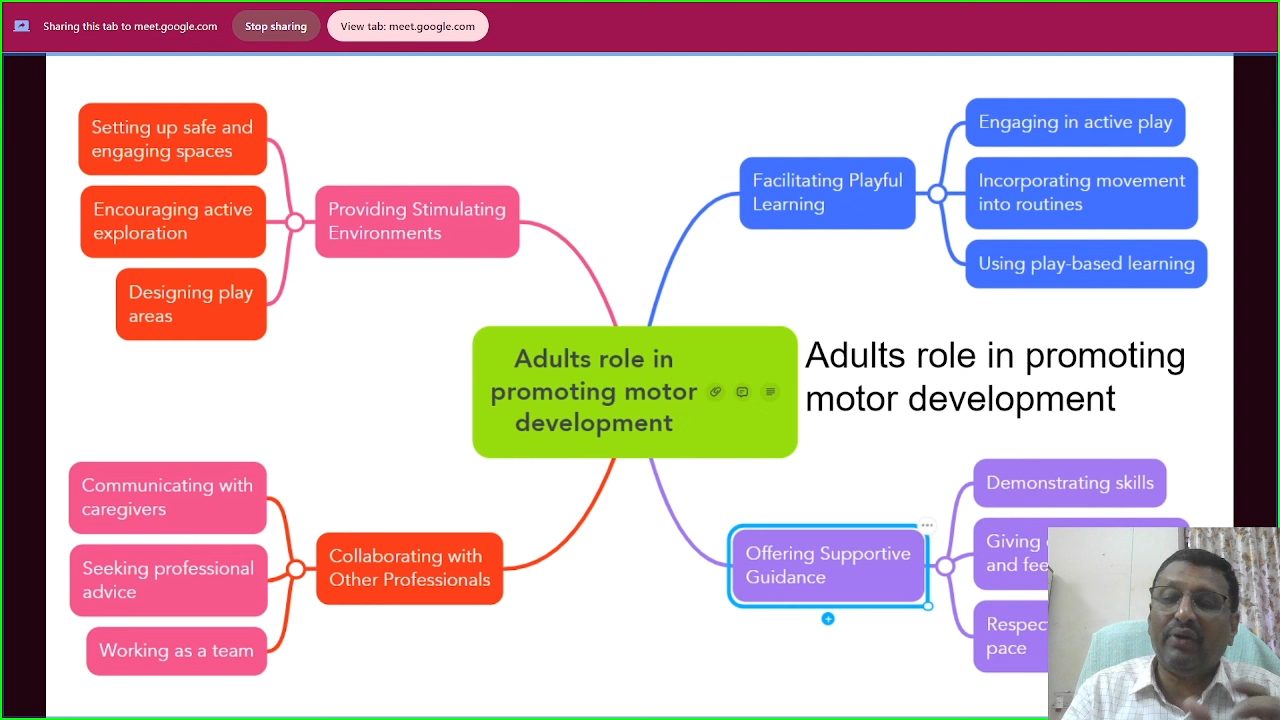 Sharing this tab to meet.google.com
Stop sharing
View tab: meet.google.com
Setting up safe and
engaging spaces
Encouraging active
exploration
Designing play
areas
Providing Stimulating
Environments
Facilitating Playful
Learning
Engaging in active play
Incorporating movement
into routines
Using play-based learning
Adults role in
promoting motor
development
Adults role in promoting
motor development
Communicating with
caregivers
Seeking professional
advice
Working as a team
Collaborating with
Other Professionals
Offering Supportive
Guidance
Demonstrating skills
Giving
and
pace